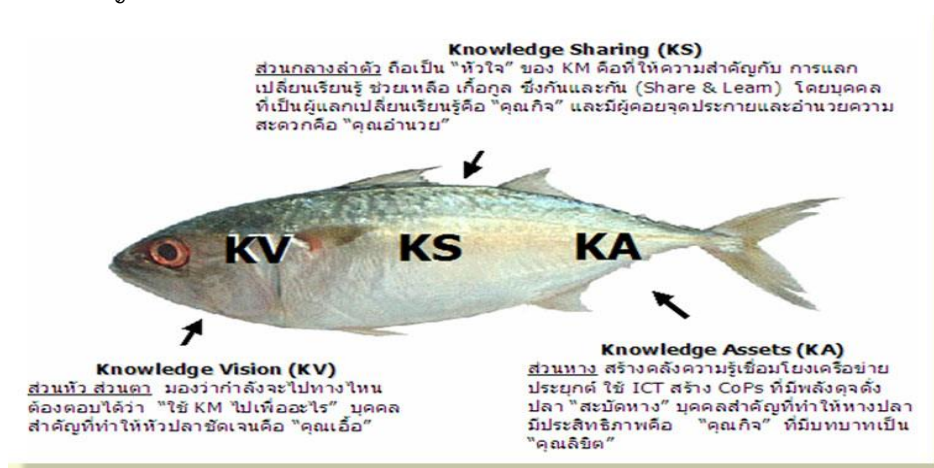 Knowledge Sharing (KS)
ส่วนกลางลำตัว ถือเป็น “หัวใจ” ของ KM คือที่ให้ความสำคัญกับ การแลก
เปลี่ยนเรียนรู้ ช่วยเหลือ เกื้อกูล ซึ่งกันและกัน (Share & Learn) โดยบุคคล
ที่เป็นผู้แลกเปลี่ยนเรียนรู้คือ “คุณกิจ” และมีผู้คอยจุดประกายและอำนวยความ
สะดวกคือ “คุณอำนวย”
KV KS KA
Knowledge Vision (KV)
ส่วนหัว ส่วนตา มองว่ากำลังจะไปทางไหน
ต้องตอบได้ว่า “ใช้ KM ไปเพื่ออะไร” บุคคล
สำคัญที่ทำให้หัวปลาชัดเจนคือ “คุณเอื้อ”
Knowledge Assets (KA)
ส่วนหาง สร้างคลังความรู้เชื่อมโยงเครือข่าย
ประยุกต์ ใช้ ICT สร้าง CoPs ที่มีพลังดุจดั่ง
ปลา “สะบัดหาง” บุคคลสำคัญที่ทำให้หางปลา
มีประสิทธิภาพคือ “คุณกิจ” ที่มีบทบาทเป็น
“คุณลิขิต”